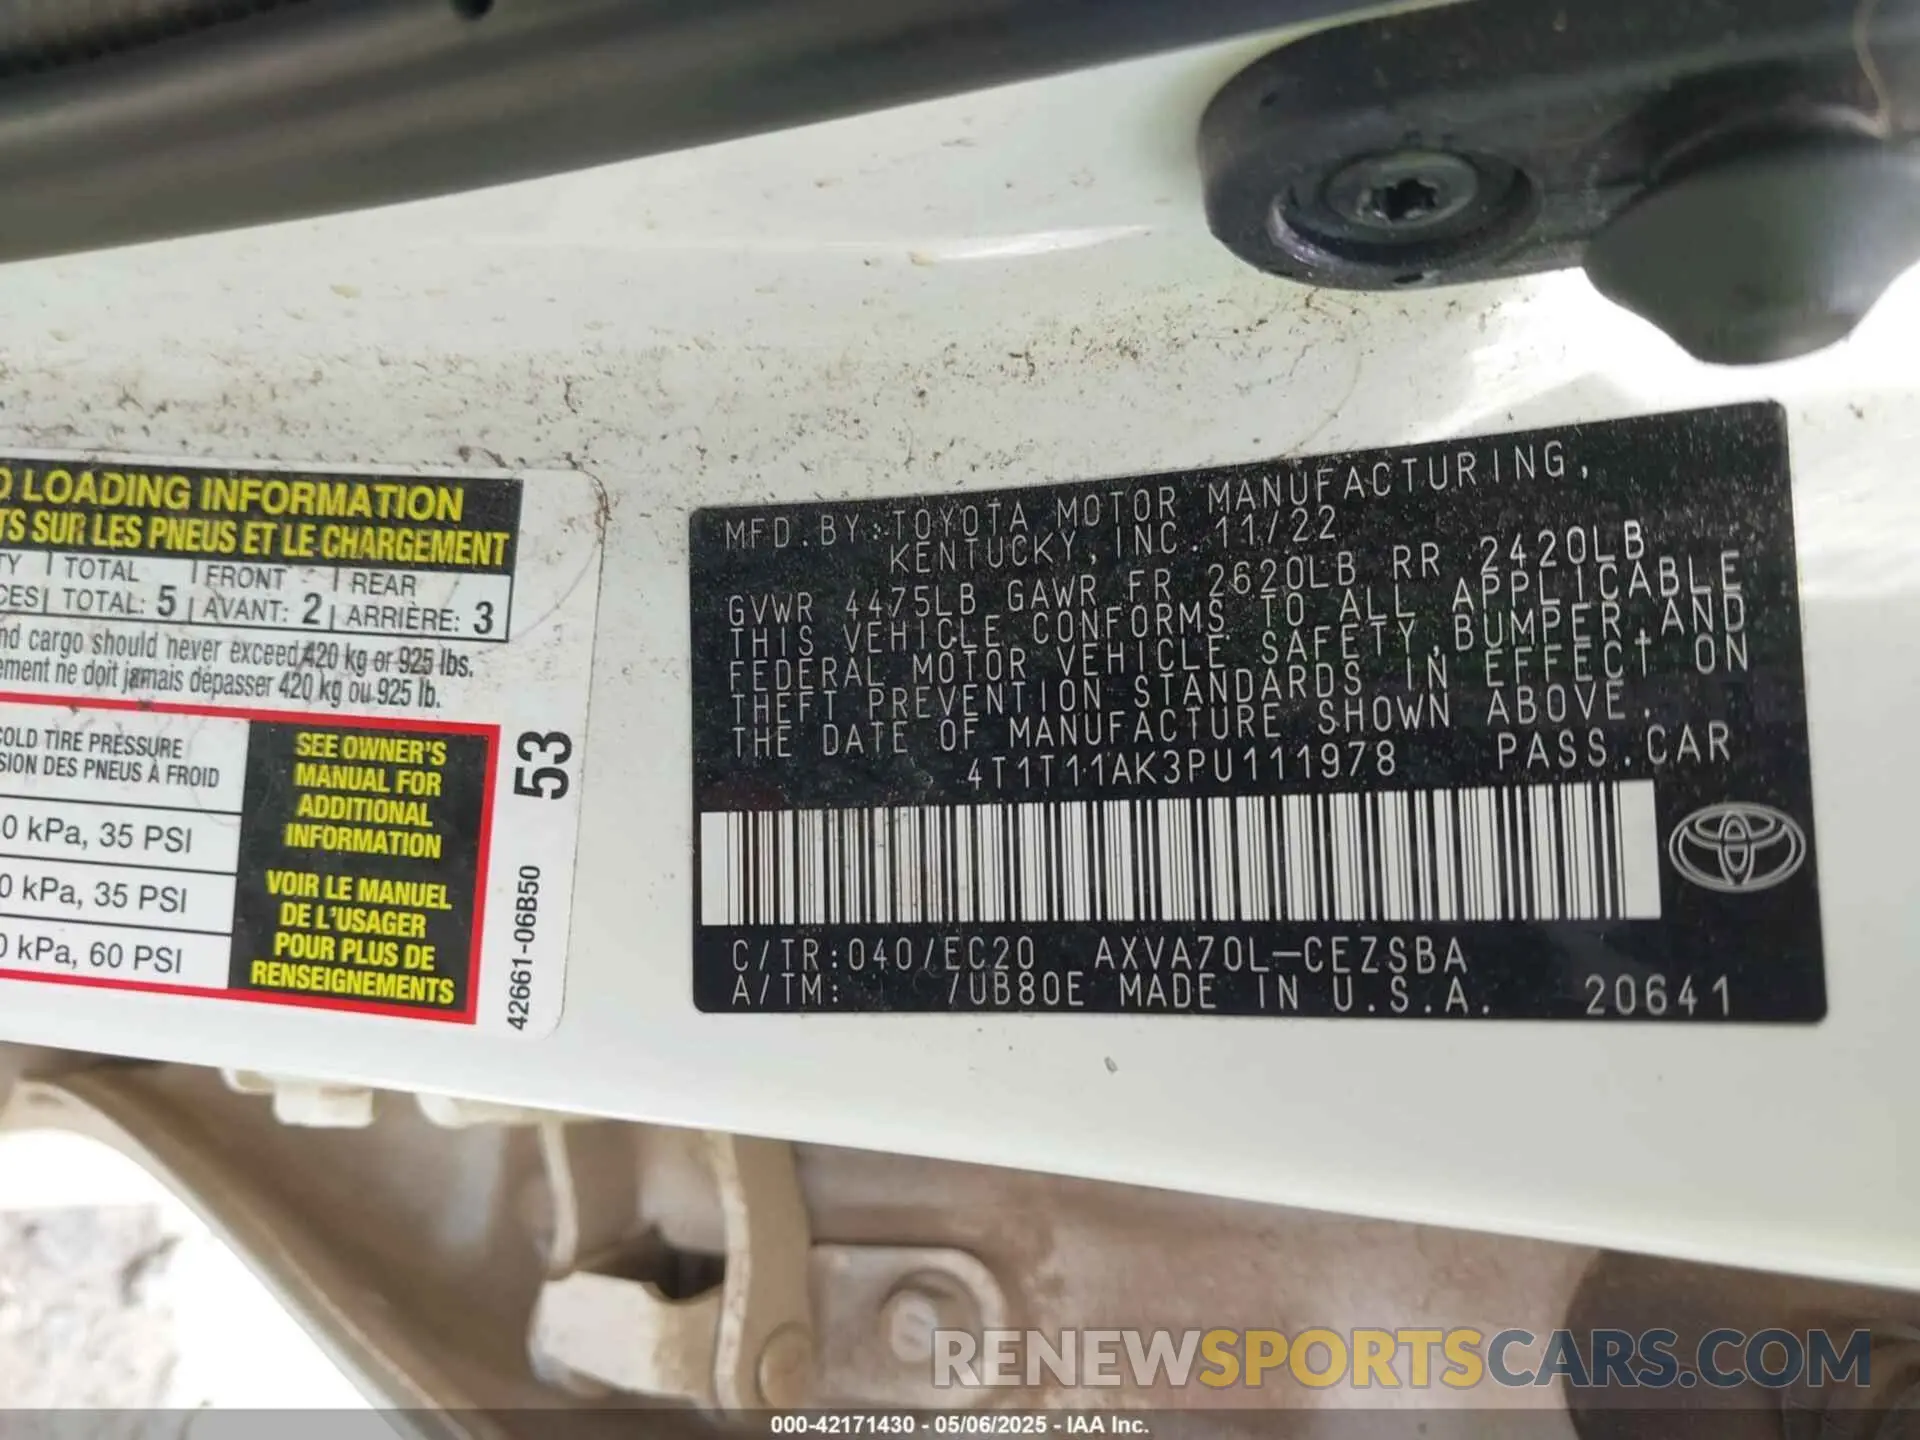 LOADING INFORMATION
SUR LES PNEUS ET LE CHARGEMENT
TOTAL FRONT REAR
TOTAL: 5 AVANT: 2 ARRIÈRE: 3
cargo should never exceed 420 kg or 925 lbs.
ne doit jamais dépasser 420 kg ou 925 lb.
COLD TIRE PRESSURE
DES PNEUS À FROID
kPa, 35 PSI
kPa, 35 PSI
kPa, 60 PSI
SEE OWNER'S
MANUAL FOR
ADDITIONAL
INFORMATION
VOIR LE MANUEL
DE L'USAGER
POUR PLUS DE
RENSEIGNEMENTS
53
42661-06B50
MFD.BY:TOYOTA MOTOR MANUFACTURING,
KENTUCKY,INC.11/22
GVWR 4475LB GAWR FR 2620LB RR 2420LB
THIS VEHICLE CONFORMS TO ALL APPLICABLE
FEDERAL MOTOR VEHICLE SAFETY,BUMPER,AND
THEFT PREVENTION STANDARDS IN EFFECT ON
THE DATE OF MANUFACTURE SHOWN ABOVE.
4T1T11AK3PU111978 PASS.CAR
C/TR:040/EC20 AXVA70L-CEZSBA
A/TM: /UB80E MADE IN U.S.A. 20641
RENEWSPORTSCARS.COM
000-42171430 - 05/06/2025 - IAA Inc.